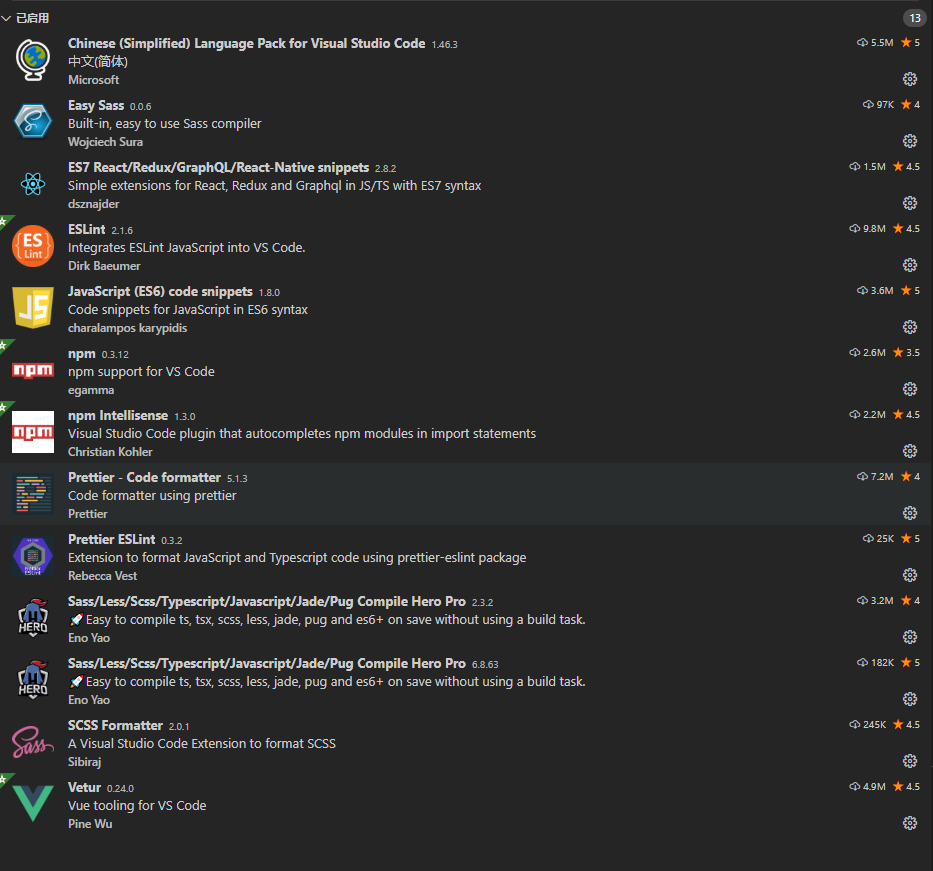 已启用 13
Chinese (Simplified) Language Pack for Visual Studio Code 1.46.3 5.5M 5
中文(简体)
Microsoft
Easy Sass 0.0.6 97K 4
Built-in, easy to use Sass compiler
Wojciech Sura
ES7 React/Redux/GraphQL/React-Native snippets 2.8.2 1.5M 4.5
Simple extensions for React, Redux and Graphql in JS/TS with ES7 syntax
dsznajder
ES
Lint
ESLint 2.1.6 9.8M 4.5
Integrates ESLint JavaScript into VS Code.
Dirk Baeumer
JS
JavaScript (ES6) code snippets 1.8.0 3.6M 5
Code snippets for JavaScript in ES6 syntax
charalampos karypidis
npm
npm 0.3.12 2.6M 3.5
npm support for VS Code
egamma
npm
npm Intellisense 1.3.0 2.2M 4.5
Visual Studio Code plugin that autocompletes npm modules in import statements
Christian Kohler
Prettier - Code formatter 5.1.3 7.2M 4
Code formatter using prettier
Prettier
Prettier ESLint 0.3.2 25K 5
Extension to format JavaScript and Typescript code using prettier-eslint package
Rebecca Vest
HERO
Sass/Less/Scss/Typescript/Javascript/Jade/Pug Compile Hero Pro 2.3.2 3.2M 4
🚀Easy to compile ts, tsx, scss, less, jade, pug and es6+ on save without using a build task.
Eno Yao
HERO
Sass/Less/Scss/Typescript/Javascript/Jade/Pug Compile Hero Pro 6.8.63 182K 5
🚀Easy to compile ts, tsx, scss, less, jade, pug and es6+ on save without using a build task.
Eno Yao
Sass
SCSS Formatter 2.0.1 245K 4.5
A Visual Studio Code Extension to format SCSS
Sibiraj
Vetur 0.24.0 4.9M 4.5
Vue tooling for VS Code
Pine Wu